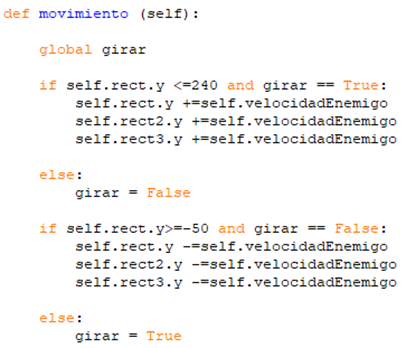 def movimiento (self):
global girar
if self.rect.y <=240 and girar == True:
self.rect.y +=self.velocidadEnemigo
self.rect2.y +=self.velocidadEnemigo
self.rect3.y +=self.velocidadEnemigo
else:
girar = False
if self.rect.y>=-50 and girar == False:
self.rect.y -=self.velocidadEnemigo
self.rect2.y -=self.velocidadEnemigo
self.rect3.y -=self.velocidadEnemigo
else:
girar = True